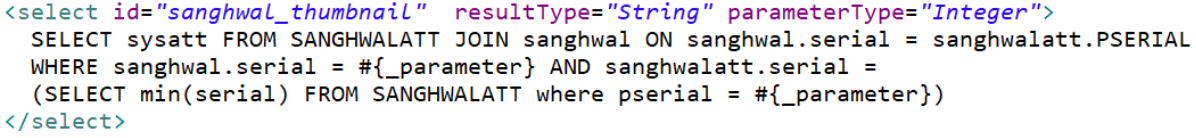 <select id="sanghwal_thumbnail" resultType="String" parameterType="Integer">
SELECT sysatt FROM SANGHWALATT JOIN sanghwal ON sanghwal.serial = sanghwalatt.PSERIAL
WHERE sanghwal.serial = #{_parameter} AND sanghwalatt.serial =
(SELECT min(serial) FROM SANGHWALATT where pserial = #{_parameter})
</select>